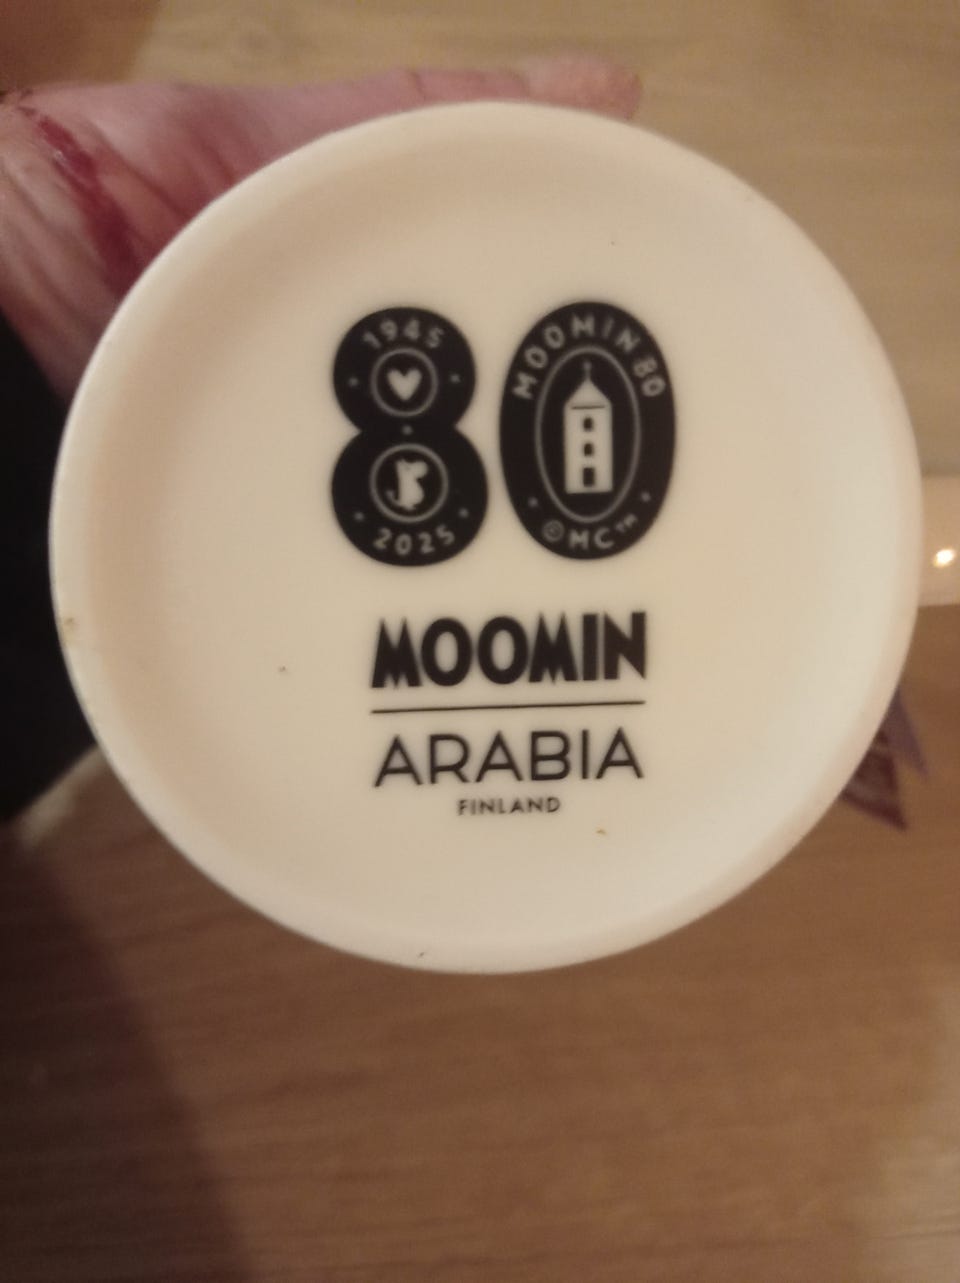 1945
2025
MOOMIN 80
© MC™
MOOMIN
ARABIA
FINLAND